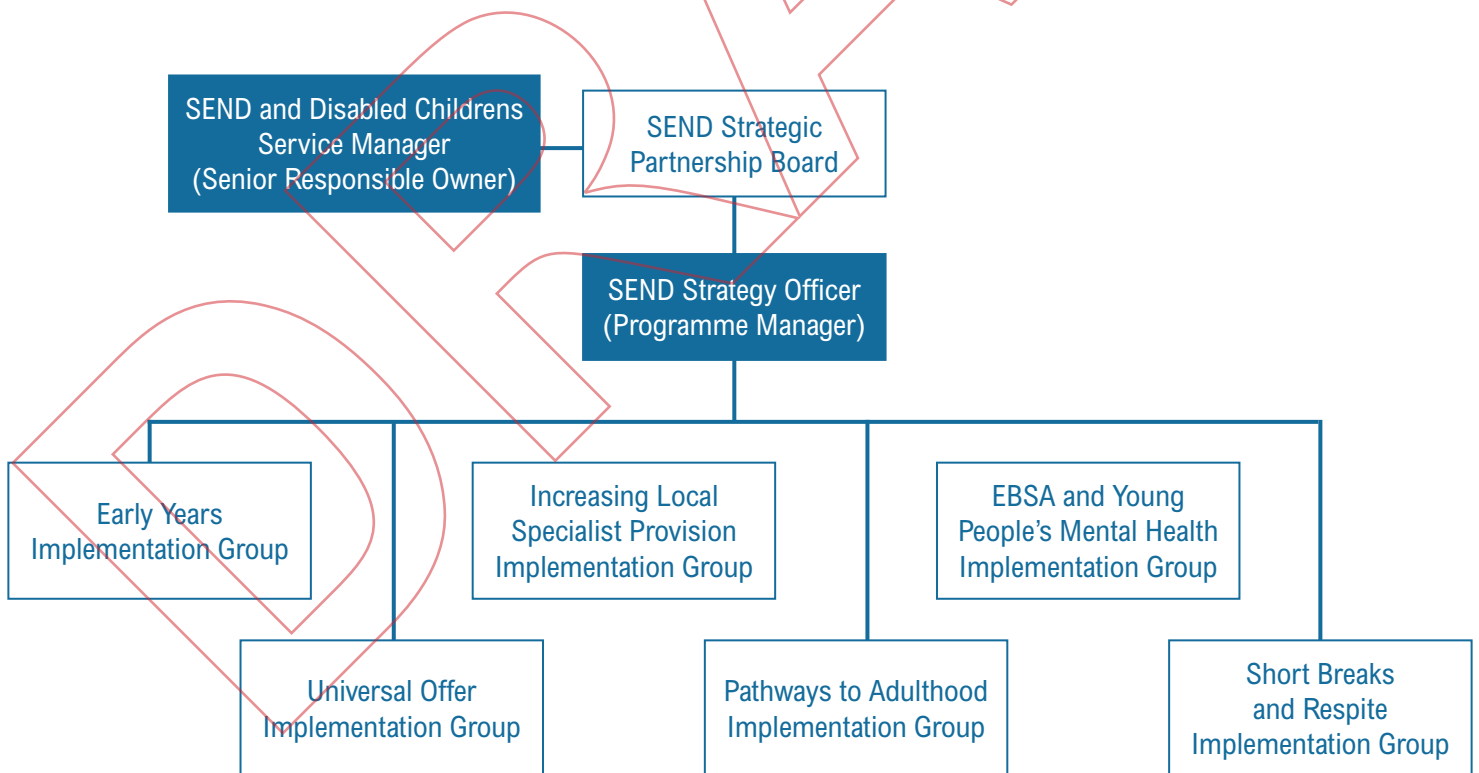 SEND and Disabled Childrens
Service Manager
(Senior Responsible Owner)
SEND Strategic
Partnership Board
SEND Strategy Officer
(Programme Manager)
Early Years
Implementation Group
Increasing Local
Specialist Provision
Implementation Group
EBSA and Young
People’s Mental Health
Implementation Group
Universal Offer
Implementation Group
Pathways to Adulthood
Implementation Group
Short Breaks
and Respite
Implementation Group